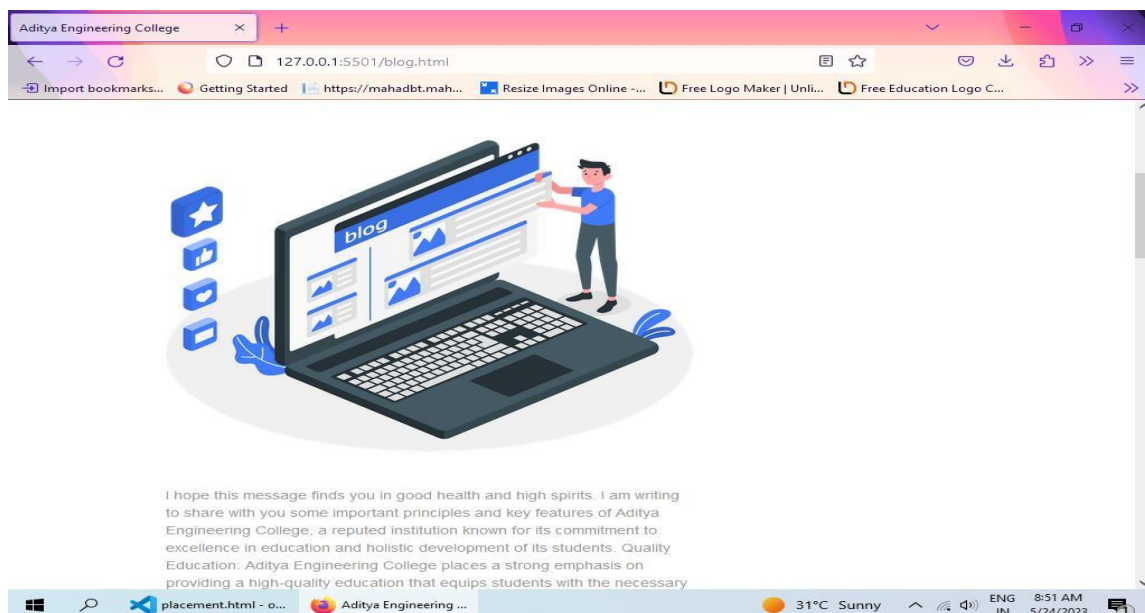 Aditya Engineering College
127.0.0.1:5501/blog.html
Import bookmarks... Getting Started https://mahadbt.mah... Resize Images Online -... Free Logo Maker | Unli... Free Education Logo C...
blog
I hope this message finds you in good health and high spirits. I am writing
to share with you some important principles and key features of Aditya
Engineering College, a reputed institution known for its commitment to
excellence in education and holistic development of its students. Quality
Education: Aditya Engineering College places a strong emphasis on
providing a high-quality education that equips students with the necessary
placement.html - o... Aditya Engineering ... 31°C Sunny ENG 8:51 AM
IN 5/24/2023